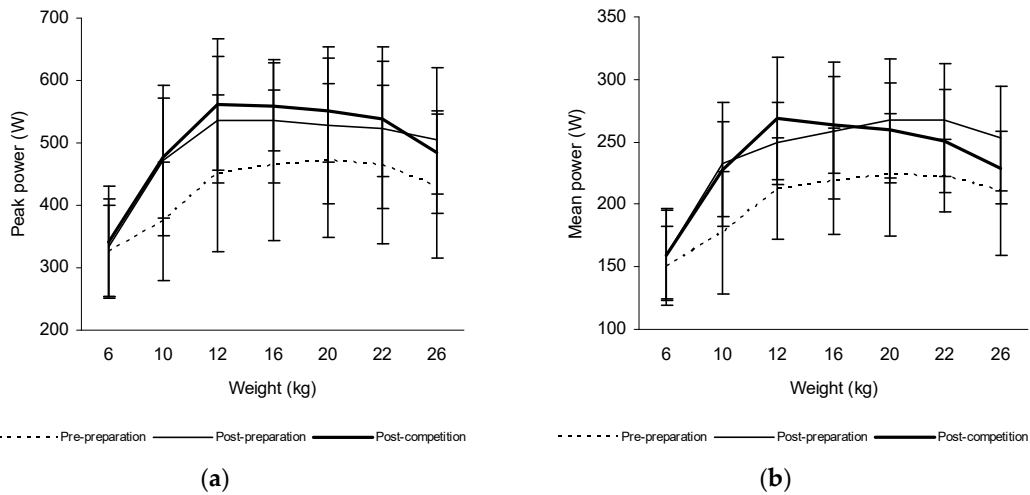 700
600
500
400
300
200
Peak power (W)
6 10 12 16 20 22 26
Weight (kg)
Pre-preparation Post-preparation Post-competition
(a)
350
300
250
200
150
100
Mean power (W)
6 10 12 16 20 22 26
Weight (kg)
Pre-preparation Post-preparation Post-competition
(b)